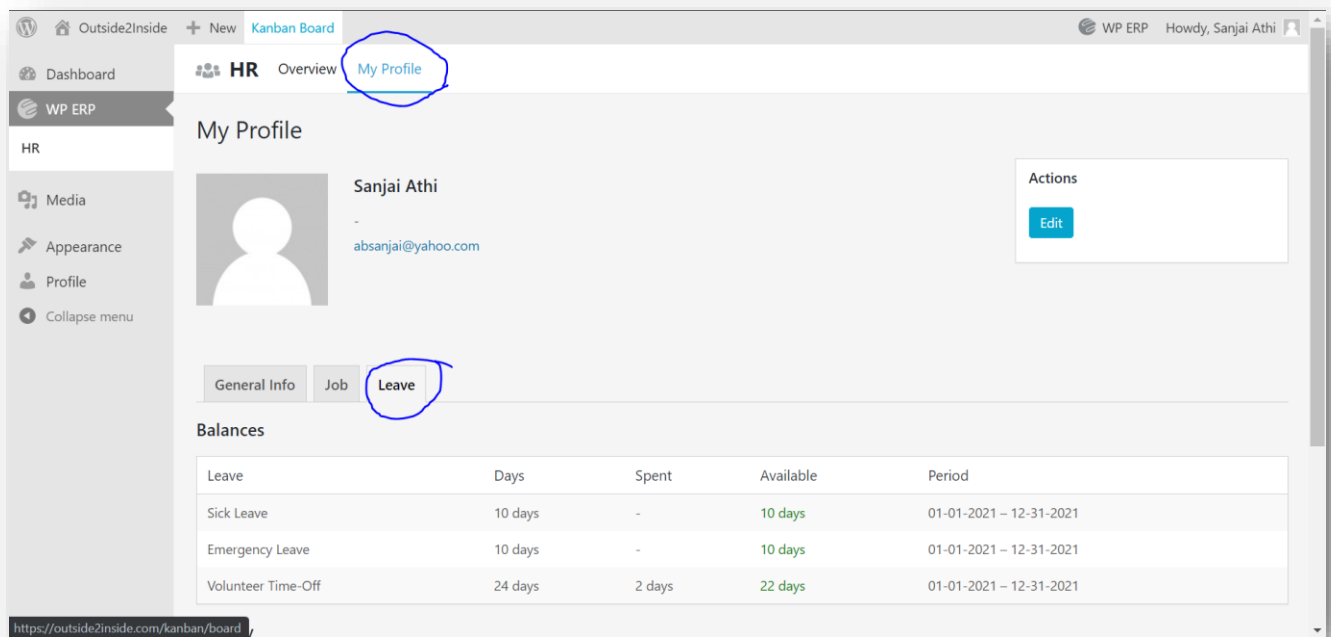 Outside2Inside + New Kanban Board WP ERP Howdy, Sanjai Athi
Dashboard
WP ERP
HR
Media
Appearance
Profile
Collapse menu
HR Overview My Profile
My Profile
Sanjai Athi
-
absanjai@yahoo.com
Actions
Edit
General Info Job Leave
Balances
Leave Days Spent Available Period
Sick Leave 10 days - 10 days 01-01-2021 – 12-31-2021
Emergency Leave 10 days - 10 days 01-01-2021 – 12-31-2021
Volunteer Time-Off 24 days 2 days 22 days 01-01-2021 – 12-31-2021
https://outside2inside.com/kanban/board